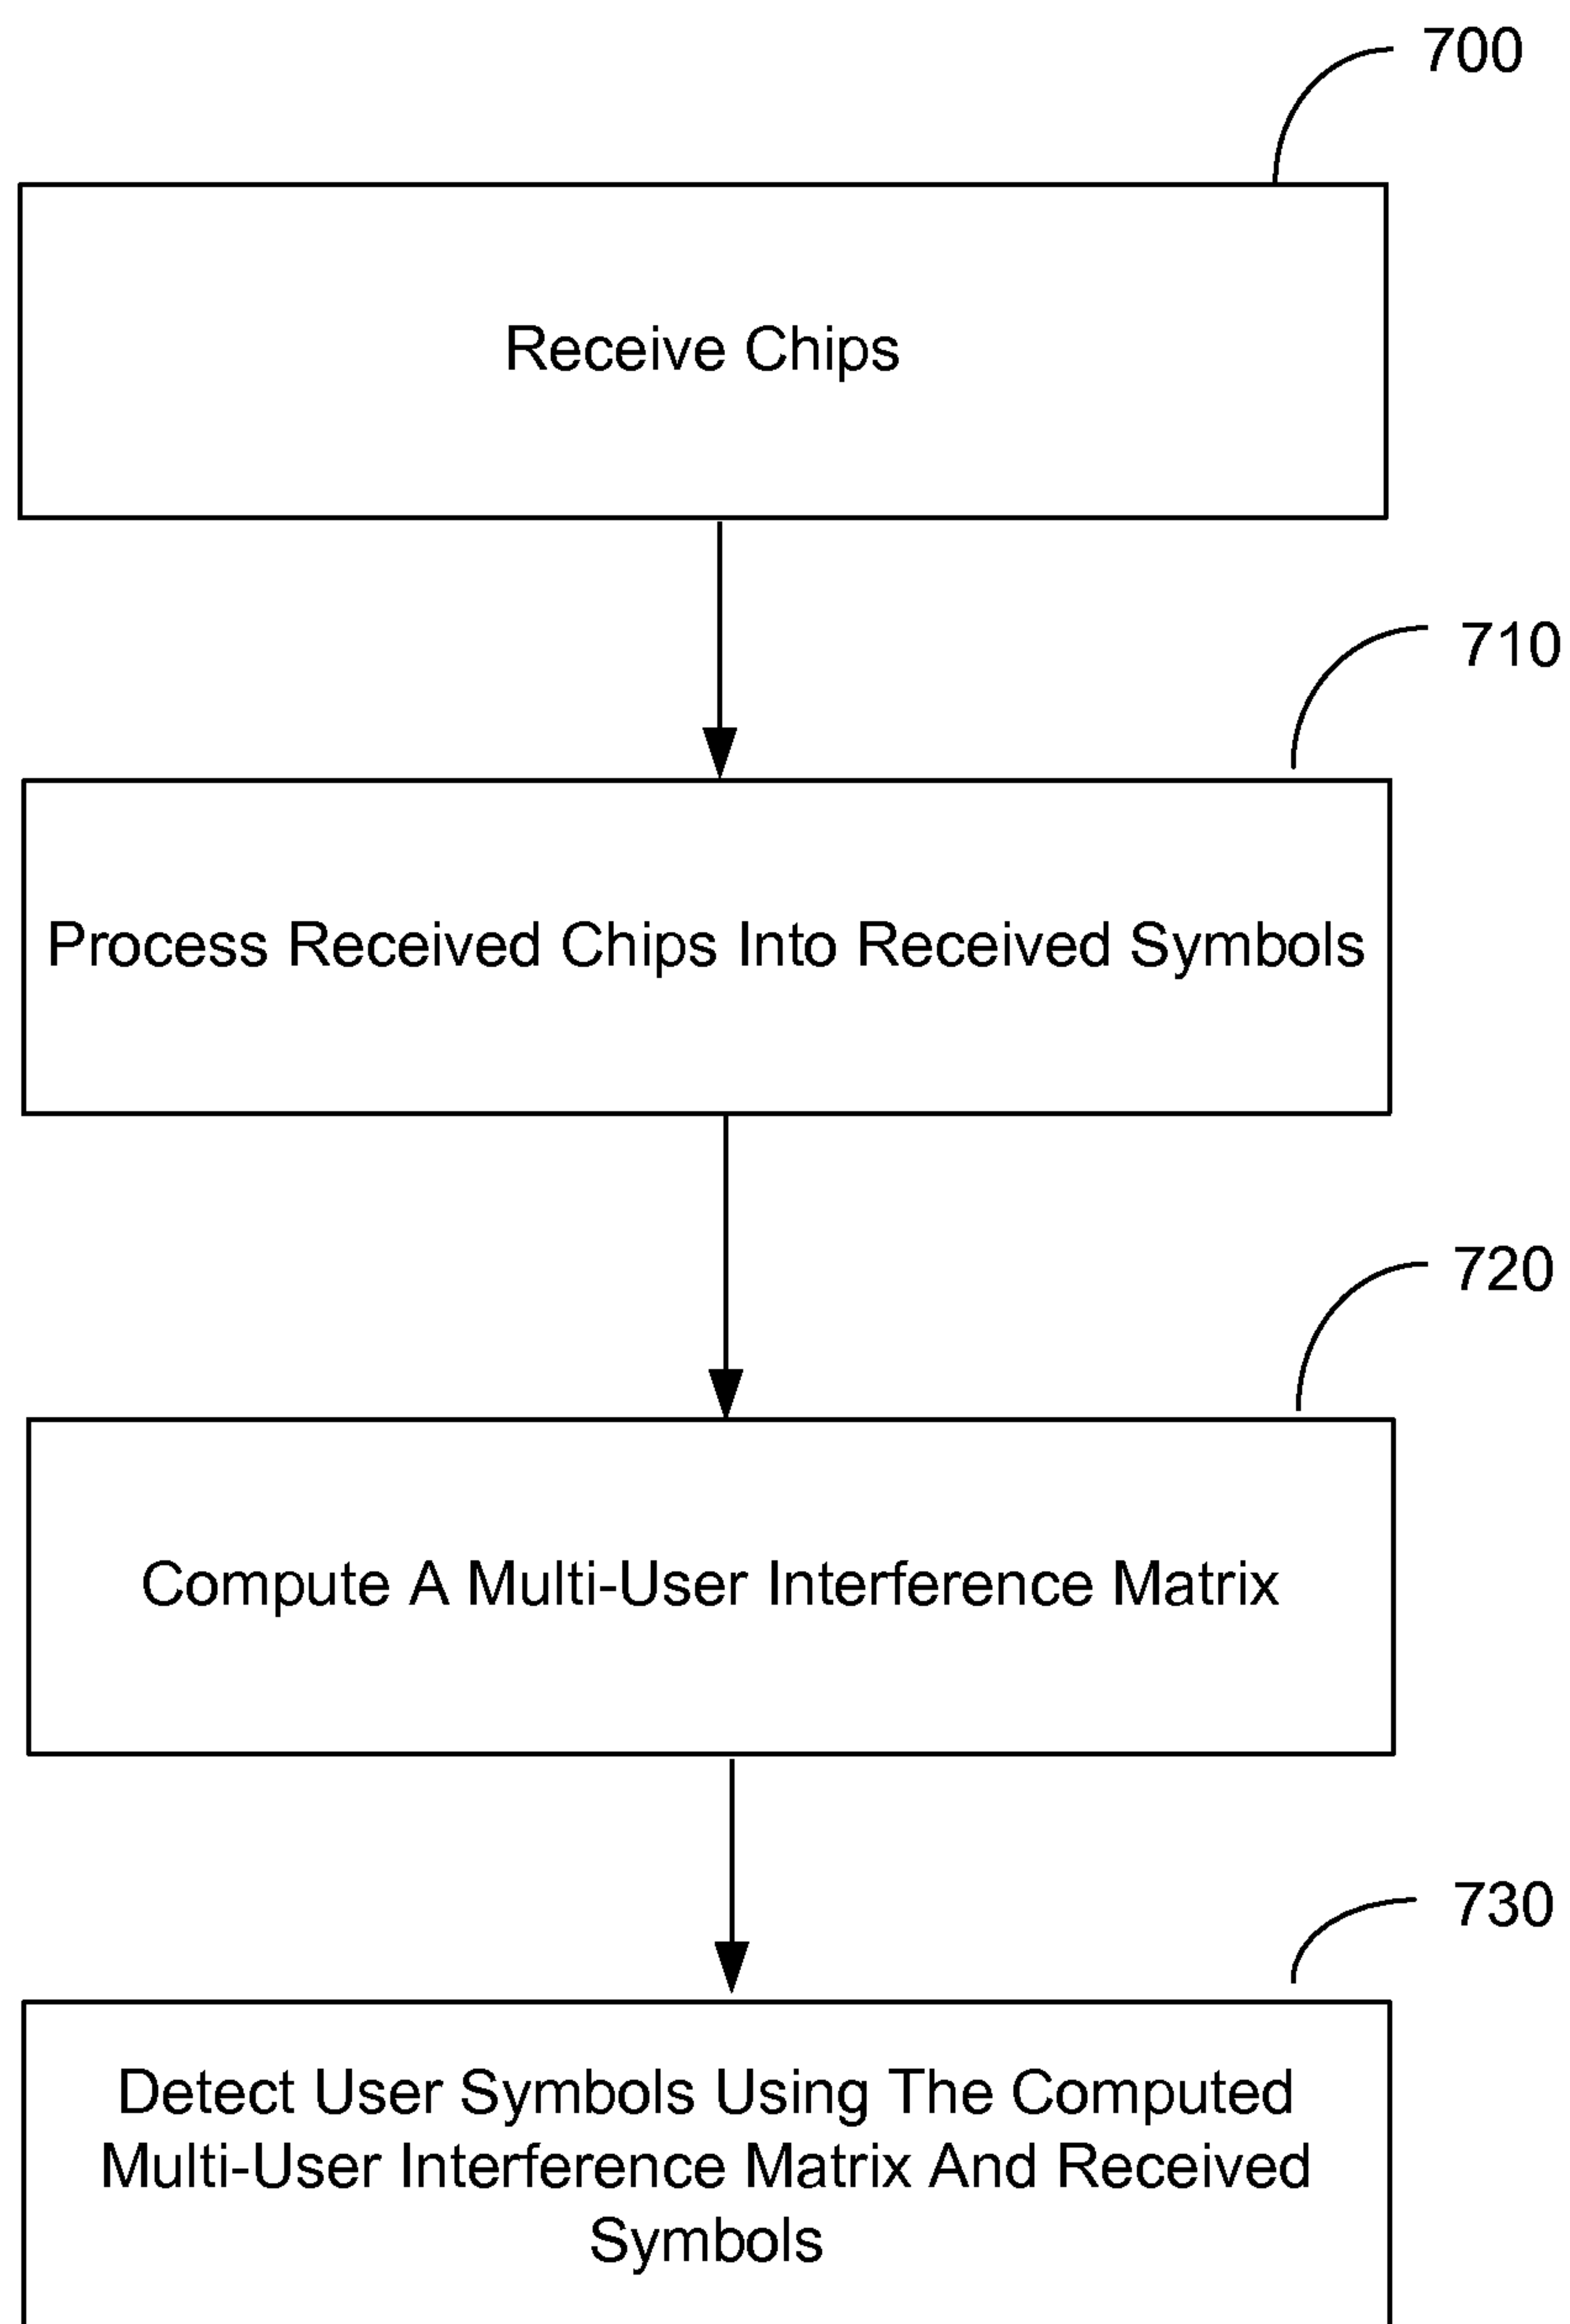 700
Receive Chips
710
Process Received Chips Into Received Symbols
720
Compute A Multi-User Interference Matrix
730
Detect User Symbols Using The Computed
Multi-User Interference Matrix And Received
Symbols